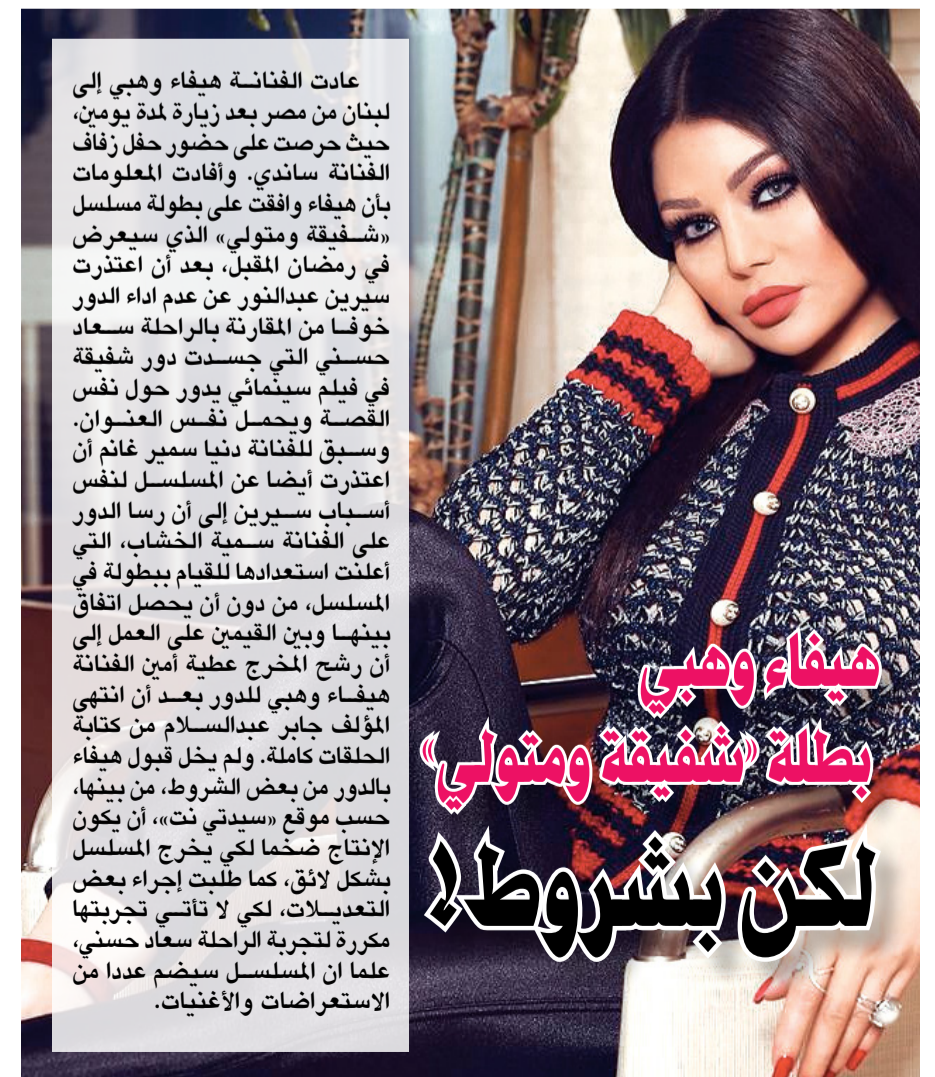 عادت الفنانة هيفاء وهبي إلى
لبنان من مصر بعد زيارة لمدة يومين،
حيث حرصت على حضور حفل زفاف
الفنانة ساندي. وأفادت المعلومات
بأن هيفاء وافقت على بطولة مسلسل
«شفيقة ومتولي» الذي سيعرض
في رمضان المقبل، بعد أن اعتذرت
سيرين عبدالنور عن عدم اداء الدور
خوفا من المقارنة بالراحلة سعاد
حسني التي جسدت دور شفيقة
في فيلم سينمائي يدور حول نفس
القصة ويحمل نفس العنوان.
وسبق للفنانة دنيا سمير غانم أن
اعتذرت أيضا عن المسلسل لنفس
أسباب سيرين إلى أن رسا الدور
على الفنانة سمية الخشاب، التي
أعلنت استعدادها للقيام ببطولة في
المسلسل، من دون أن يحصل اتفاق
بينها وبين القيمين على العمل إلى
أن رشح المخرج عطية أمين الفنانة
هيفاء وهبي للدور بعد أن انتهى
المؤلف جابر عبدالسلام من كتابة
الحلقات كاملة. ولم يخل قبول هيفاء
بالدور من بعض الشروط، من بينها،
حسب موقع «سيدتي نت»، أن يكون
الإنتاج ضخما لكي يخرج المسلسل
بشكل لائق، كما طلبت إجراء بعض
التعديلات، لكي لا تأتي تجربتها
مكررة لتجربة الراحلة سعاد حسني،
علما ان المسلسل سيضم عددا من
الاستعراضات والأغنيات.
هيفاء وهبي
بطلة «شفيقة ومتولي»
لكن بشروط!